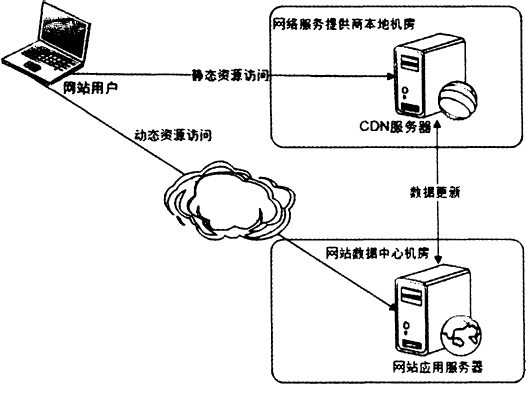 网络服务提供商本地机房
静态资源访问
网站用户
CDN服务器
动态资源访问
数据更新
网站数据中心机房
网站应用服务器